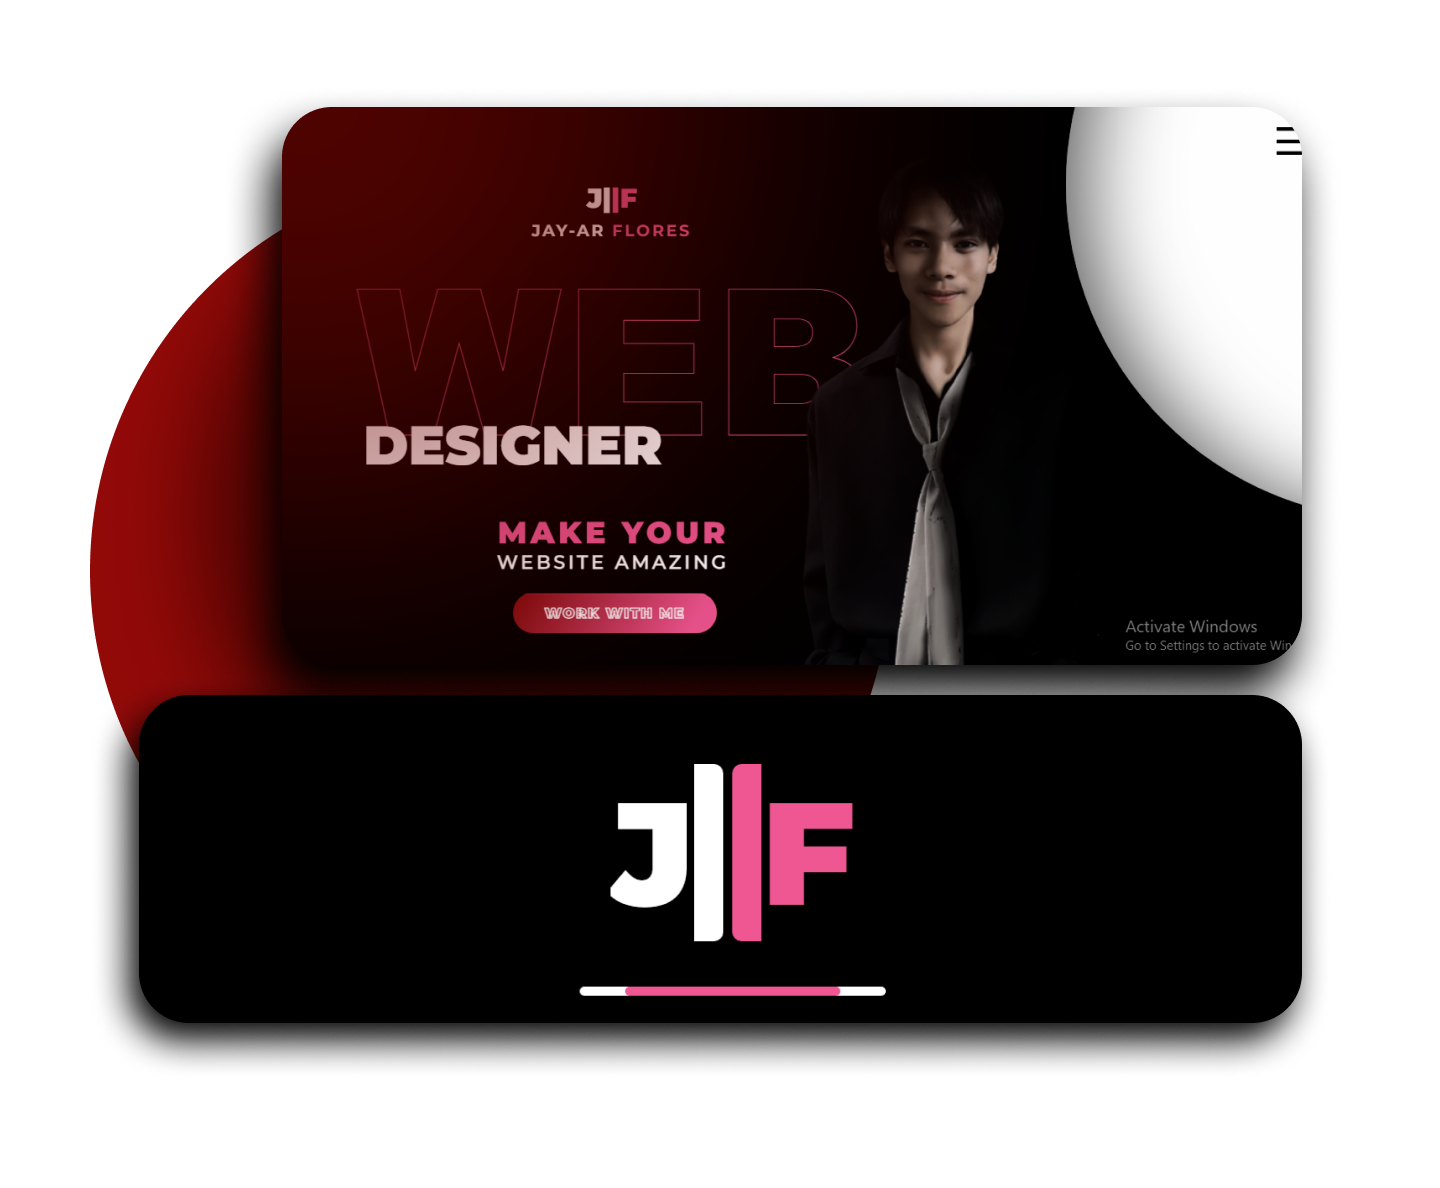 J||F
JAY-AR FLORES
WEB
DESIGNER
MAKE YOUR
WEBSITE AMAZING
WORK WITH ME
Activate Windows
Go to Settings to activate Win
J||F